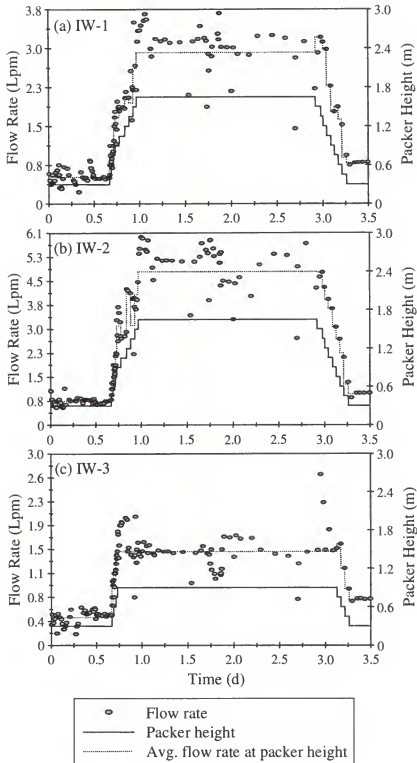 (a) IW-1
Flow Rate (Lpm)
3.8
3.0
2.3
1.5
0.8
0
Packer Height (m)
3.0
2.4
1.8
1.2
0.6
0
0 0.5 1.0 1.5 2.0 2.5 3.0 3.5
(b) IW-2
Flow Rate (Lpm)
6.1
5.3
4.5
3.8
3.0
2.3
1.5
0.8
0
Packer Height (m)
3.0
2.4
1.8
1.2
0.6
0
0 0.5 1.0 1.5 2.0 2.5 3.0 3.5
(c) IW-3
Flow Rate (Lpm)
3.0
2.6
2.3
1.9
1.5
1.1
0.8
0.4
0
Packer Height (m)
3.0
2.4
1.8
1.2
0.6
0
0 0.5 1.0 1.5 2.0 2.5 3.0 3.5
Time (d)
Flow rate
Packer height
Avg. flow rate at packer height